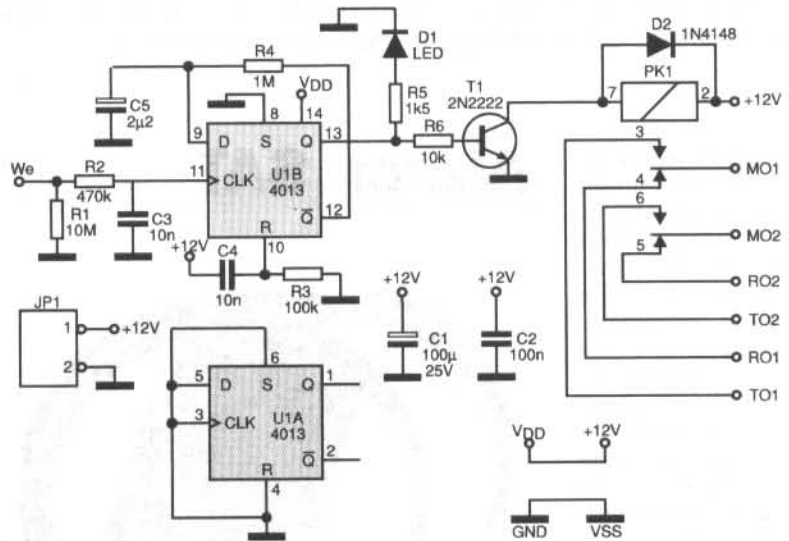 D1
LED
R5
1k5
R4
1M
VDD
C5
2µ2
8
14
9
D
S
Q
13
U1B
4013
11
CLK
Q
12
R
10
We
R2
470k
R1
10M
C3
10n
+12V
C4
10n
R3
100k
R6
10k
T1
2N2222
D2
1N4148
PK1
7
2
+12V
3
4
MO1
6
5
MO2
RO2
TO2
RO1
TO1
JP1
1
+12V
2
6
5
D
S
Q
1
3
CLK
U1A
4013
Q
2
R
4
+12V
C1
100µ
25V
+12V
C2
100n
VDD
+12V
GND
VSS